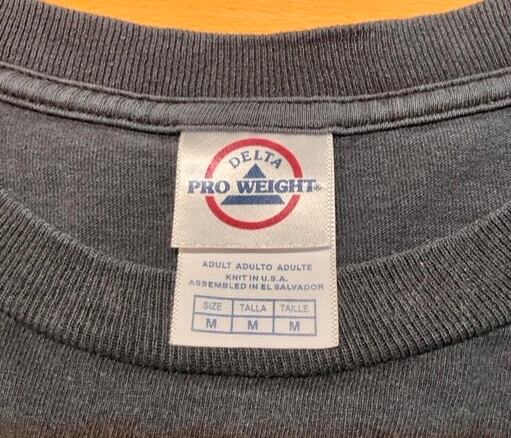 DELTA
PRO WEIGHT®
ADULT ADULTO ADULTE
KNIT IN U.S.A.
ASSEMBLED IN EL SALVADOR
SIZE TALLA TAILLE
M M M